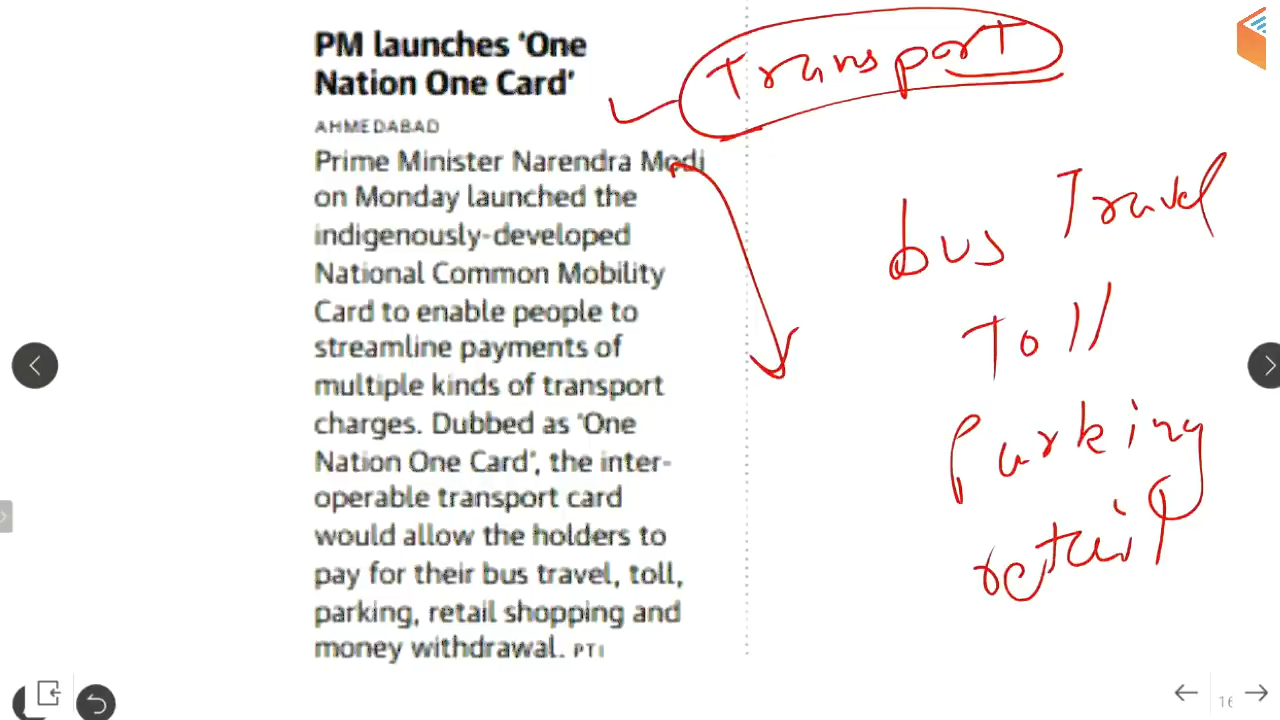 PM launches 'One
Nation One Card'
AHMEDABAD
Prime Minister Narendra Modi
on Monday launched the
indigenously-developed
National Common Mobility
Card to enable people to
streamline payments of
multiple kinds of transport
charges. Dubbed as 'One
Nation One Card', the inter-
operable transport card
would allow the holders to
pay for their bus travel, toll,
parking, retail shopping and
money withdrawal. PTI
Transport
bus Travel
Toll
parking
retail
16